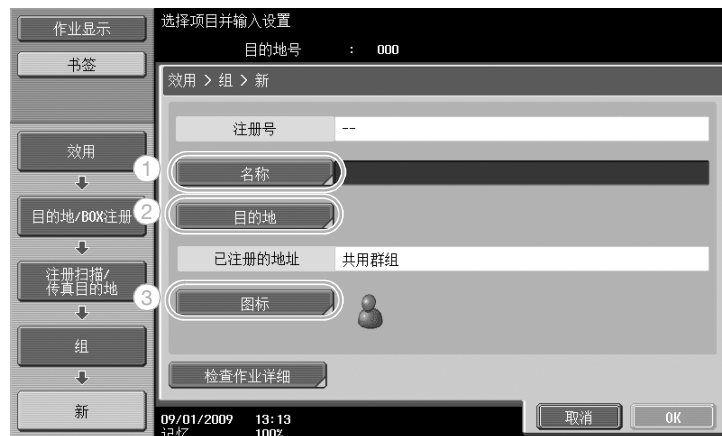 作业显示
书签
效用
目的地/BOX注册
注册扫描/
传真目的地
组
新
选择项目并输入设置
目的地号 : 000
效用 > 组 > 新
注册号 --
1 名称
2 目的地
已注册的地址 共用群组
3 图标
检查作业详细
09/01/2009 13:13
记忆 100%
取消 OK